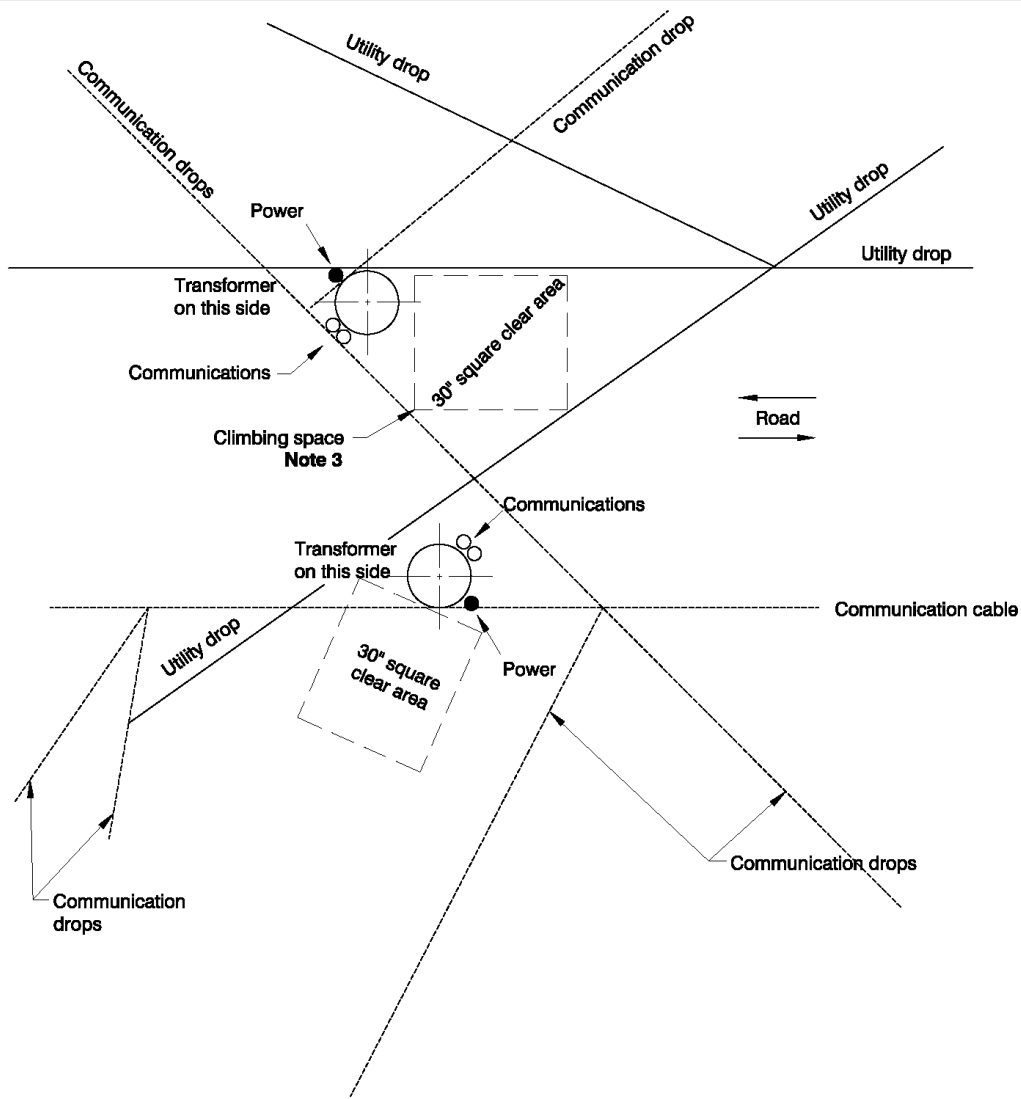 Utility drop
Communication drop
Communication drops
Utility drop
Power
Utility drop
Transformer
on this side
30" square clear area
Communications
Road
Climbing space
Note 3
Communications
Transformer
on this side
Communication cable
Utility drop
30" square
clear area
Power
Communication drops
Communication
drops